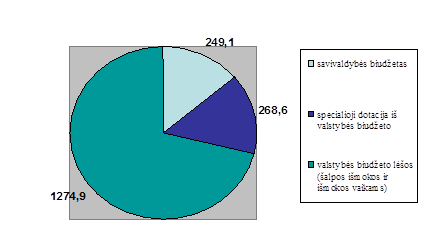 249,1
268,6
1274,9
savivaldybės biudžetas
specialioji dotacija iš
valstybės biudžeto
valstybės biudžeto lėšos
(šalpos išmokos ir
išmokos vaikams)